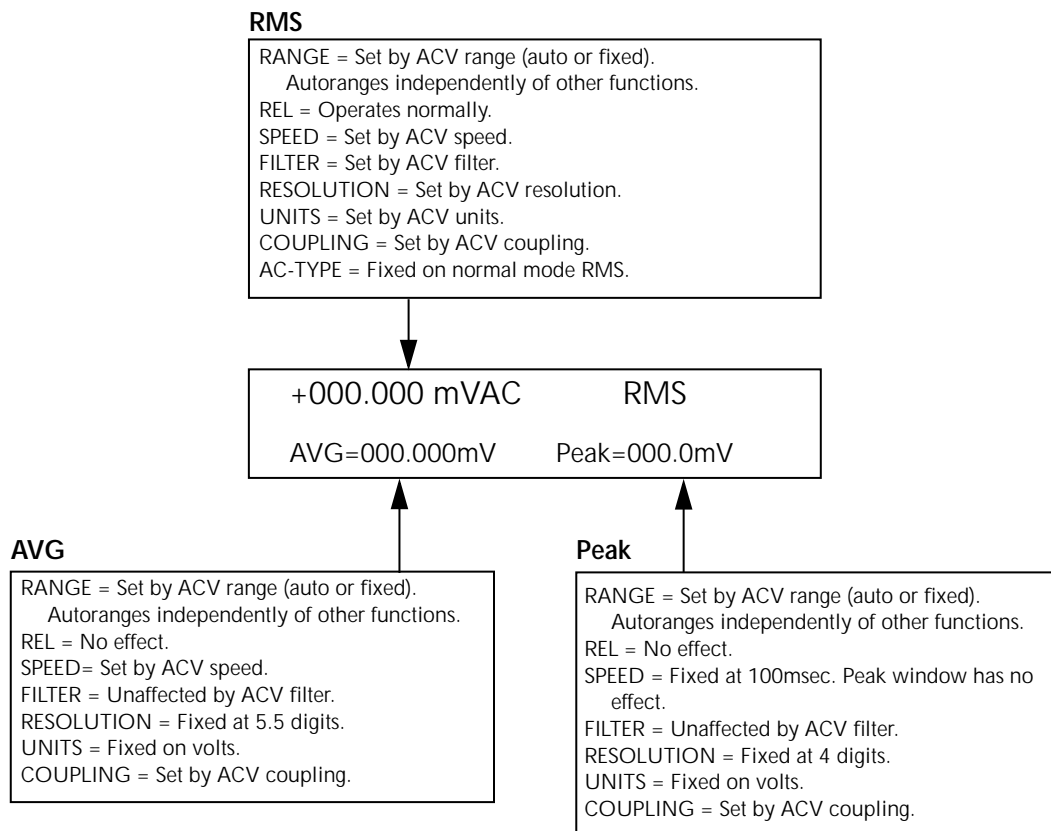 RMS
RANGE = Set by ACV range (auto or fixed).
Autoranges independently of other functions.
REL = Operates normally.
SPEED = Set by ACV speed.
FILTER = Set by ACV filter.
RESOLUTION = Set by ACV resolution.
UNITS = Set by ACV units.
COUPLING = Set by ACV coupling.
AC-TYPE = Fixed on normal mode RMS.
+000.000 mVAC RMS
AVG=000.000mV Peak=000.0mV
AVG
RANGE = Set by ACV range (auto or fixed).
Autoranges independently of other functions.
REL = No effect.
SPEED= Set by ACV speed.
FILTER = Unaffected by ACV filter.
RESOLUTION = Fixed at 5.5 digits.
UNITS = Fixed on volts.
COUPLING = Set by ACV coupling.
Peak
RANGE = Set by ACV range (auto or fixed).
Autoranges independently of other functions.
REL = No effect.
SPEED = Fixed at 100msec. Peak window has no
effect.
FILTER = Unaffected by ACV filter.
RESOLUTION = Fixed at 4 digits.
UNITS = Fixed on volts.
COUPLING = Set by ACV coupling.